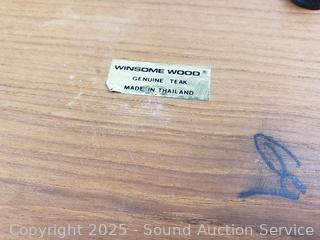 WINSOME WOOD®
GENUINE TEAK
MADE IN THAILAND
Copyright 2025 - Sound Auction Service